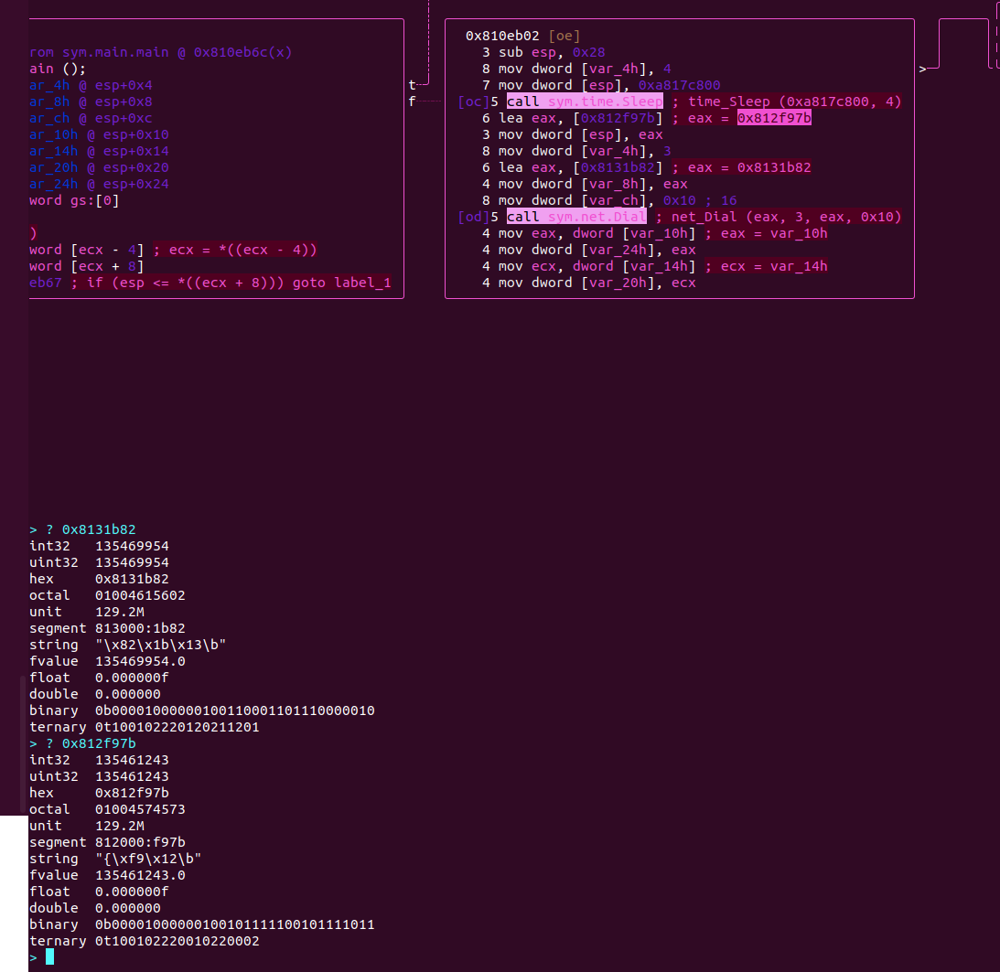 rom sym.main.main @ 0x810eb6c(x)
ain ();
ar_4h @ esp+0x4
ar_8h @ esp+0x8
ar_ch @ esp+0xc
ar_10h @ esp+0x10
ar_14h @ esp+0x14
ar_20h @ esp+0x20
ar_24h @ esp+0x24
word gs:[0]
)
word [ecx - 4] ; ecx = *((ecx - 4))
word [ecx + 8]
eb67 ; if (esp <= *((ecx + 8))) goto label_1
t
f
0x810eb02 [oe]
3 sub esp, 0x28
8 mov dword [var_4h], 4
7 mov dword [esp], 0xa817c800
[oc]5 call sym.time.Sleep ; time_Sleep (0xa817c800, 4)
6 lea eax, [0x812f97b] ; eax = 0x812f97b
3 mov dword [esp], eax
8 mov dword [var_4h], 3
6 lea eax, [0x8131b82] ; eax = 0x8131b82
4 mov dword [var_8h], eax
8 mov dword [var_ch], 0x10 ; 16
[od]5 call sym.net.Dial ; net_Dial (eax, 3, eax, 0x10)
4 mov eax, dword [var_10h] ; eax = var_10h
4 mov dword [var_24h], eax
4 mov ecx, dword [var_14h] ; ecx = var_14h
4 mov dword [var_20h], ecx
>
> ? 0x8131b82
int32   135469954
uint32  135469954
hex     0x8131b82
octal   01004615602
unit    129.2M
segment 813000:1b82
string  "\x82\x1b\x13\b"
fvalue  135469954.0
float   0.000000f
double  0.000000
binary  0b00001000000100110001101110000010
ternary 0t100102220120211201
> ? 0x812f97b
int32   135461243
uint32  135461243
hex     0x812f97b
octal   01004574573
unit    129.2M
segment 812000:f97b
string  "{\xf9\x12\b"
fvalue  135461243.0
float   0.000000f
double  0.000000
binary  0b00001000000100101111100101111011
ternary 0t100102220010220002
>